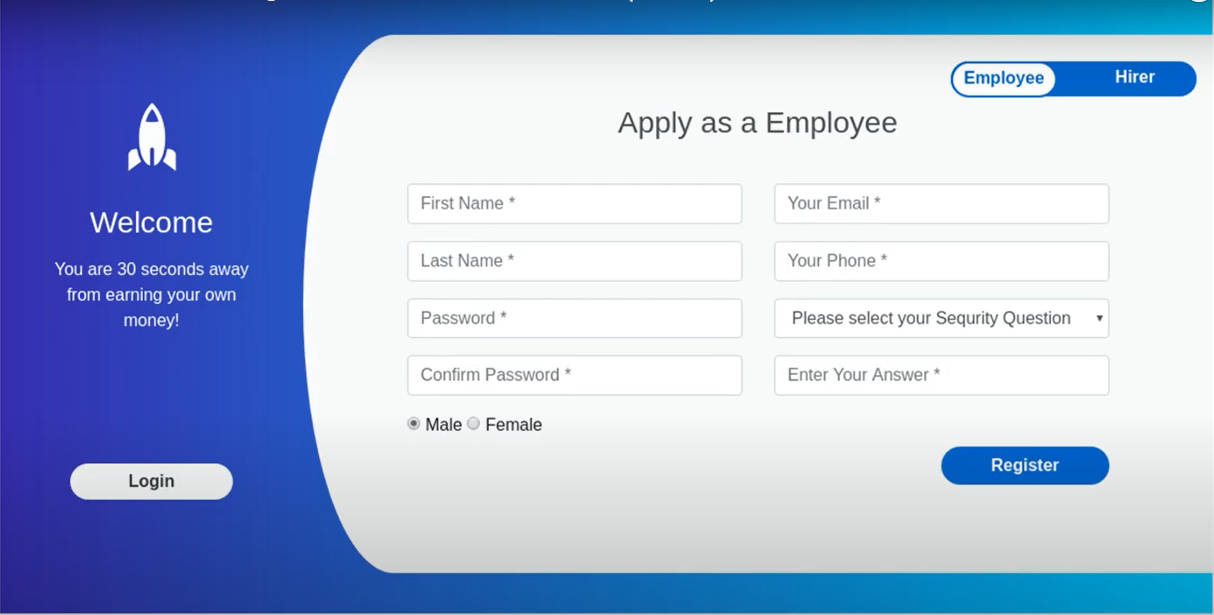 Employee Hirer
Apply as a Employee
Welcome
You are 30 seconds away
from earning your own
money!
Login
First Name * Your Email *
Last Name * Your Phone *
Password * Please select your Sequrity Question
Confirm Password * Enter Your Answer *
Male Female
Register